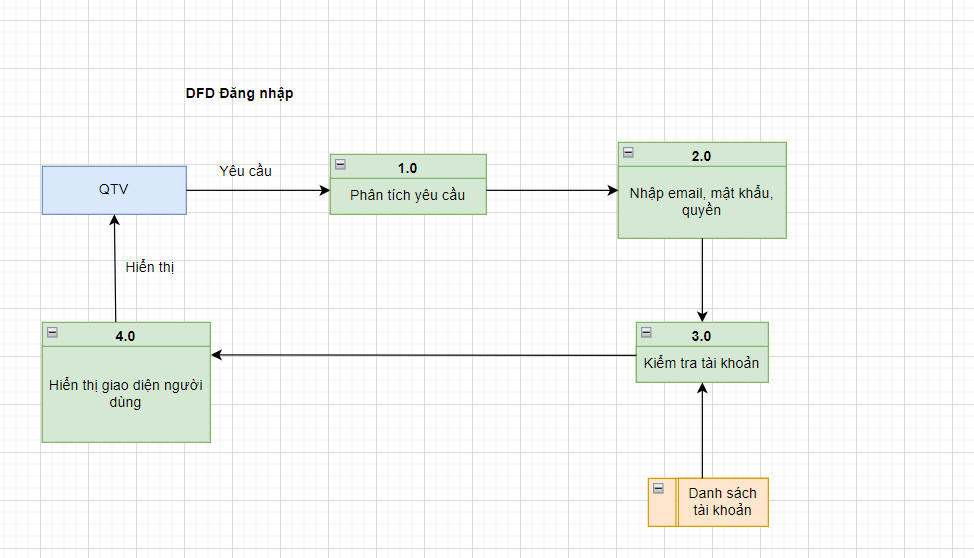 DFD Đăng nhập
QTV
Yêu cầu
1.0
Phân tích yêu cầu
2.0
Nhập email, mật khẩu,
quyền
Hiển thị
4.0
Hiển thị giao diện người
dùng
3.0
Kiểm tra tài khoản
Danh sách
tài khoản